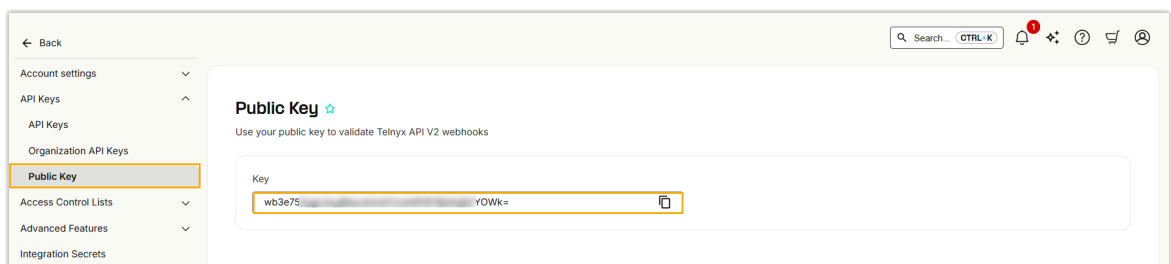 ← Back
Search... CTRL+K
1
Account settings
API Keys
API Keys
Organization API Keys
Public Key
Access Control Lists
Advanced Features
Integration Secrets
Public Key
Use your public key to validate Telnyx API V2 webhooks
Key
wb3e75 YOWk=